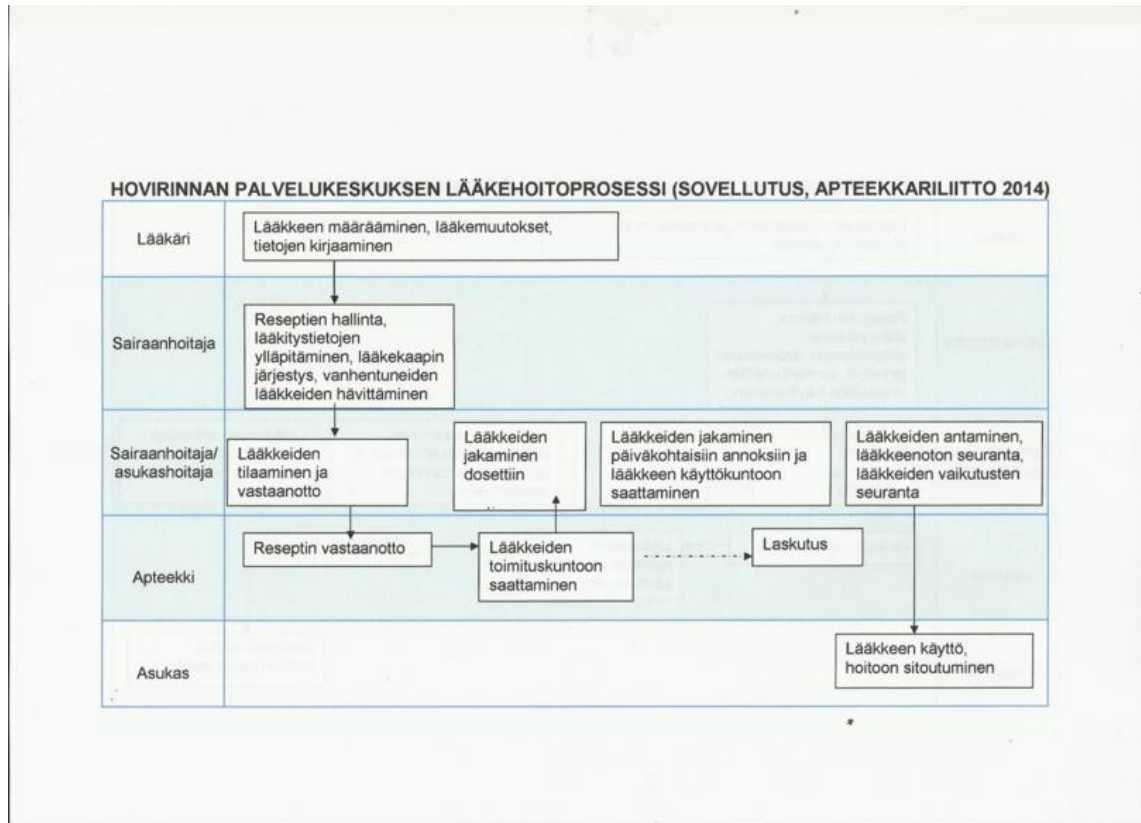 HOVIRINNAN PALVELUKESKUKSEN LÄÄKEHOITOPROSESSI (SOVELLUTUS, APTEEKKARILIITTO 2014)
Lääkäri
Lääkkeen määrääminen, lääkemuutokset,
tietojen kirjaaminen
Sairaanhoitaja
Reseptien hallinta,
lääkitystietojen
ylläpitäminen, lääkekaapin
järjestys, vanhentuneiden
lääkkeiden hävittäminen
Sairaanhoitaja/
asukashoitaja
Lääkkeiden
tilaaminen ja
vastaanotto
Lääkkeiden
jakaminen
dosettiin
Lääkkeiden jakaminen
päiväkohtaisiin annoksiin ja
lääkkeen käyttökuntoon
saattaminen
Lääkkeiden antaminen,
lääkkeenoton seuranta,
lääkkeiden vaikutusten
seuranta
Apteekki
Reseptin vastaanotto
Lääkkeiden
toimituskuntoon
saattaminen
Laskutus
Asukas
Lääkkeen käyttö,
hoitoon sitoutuminen